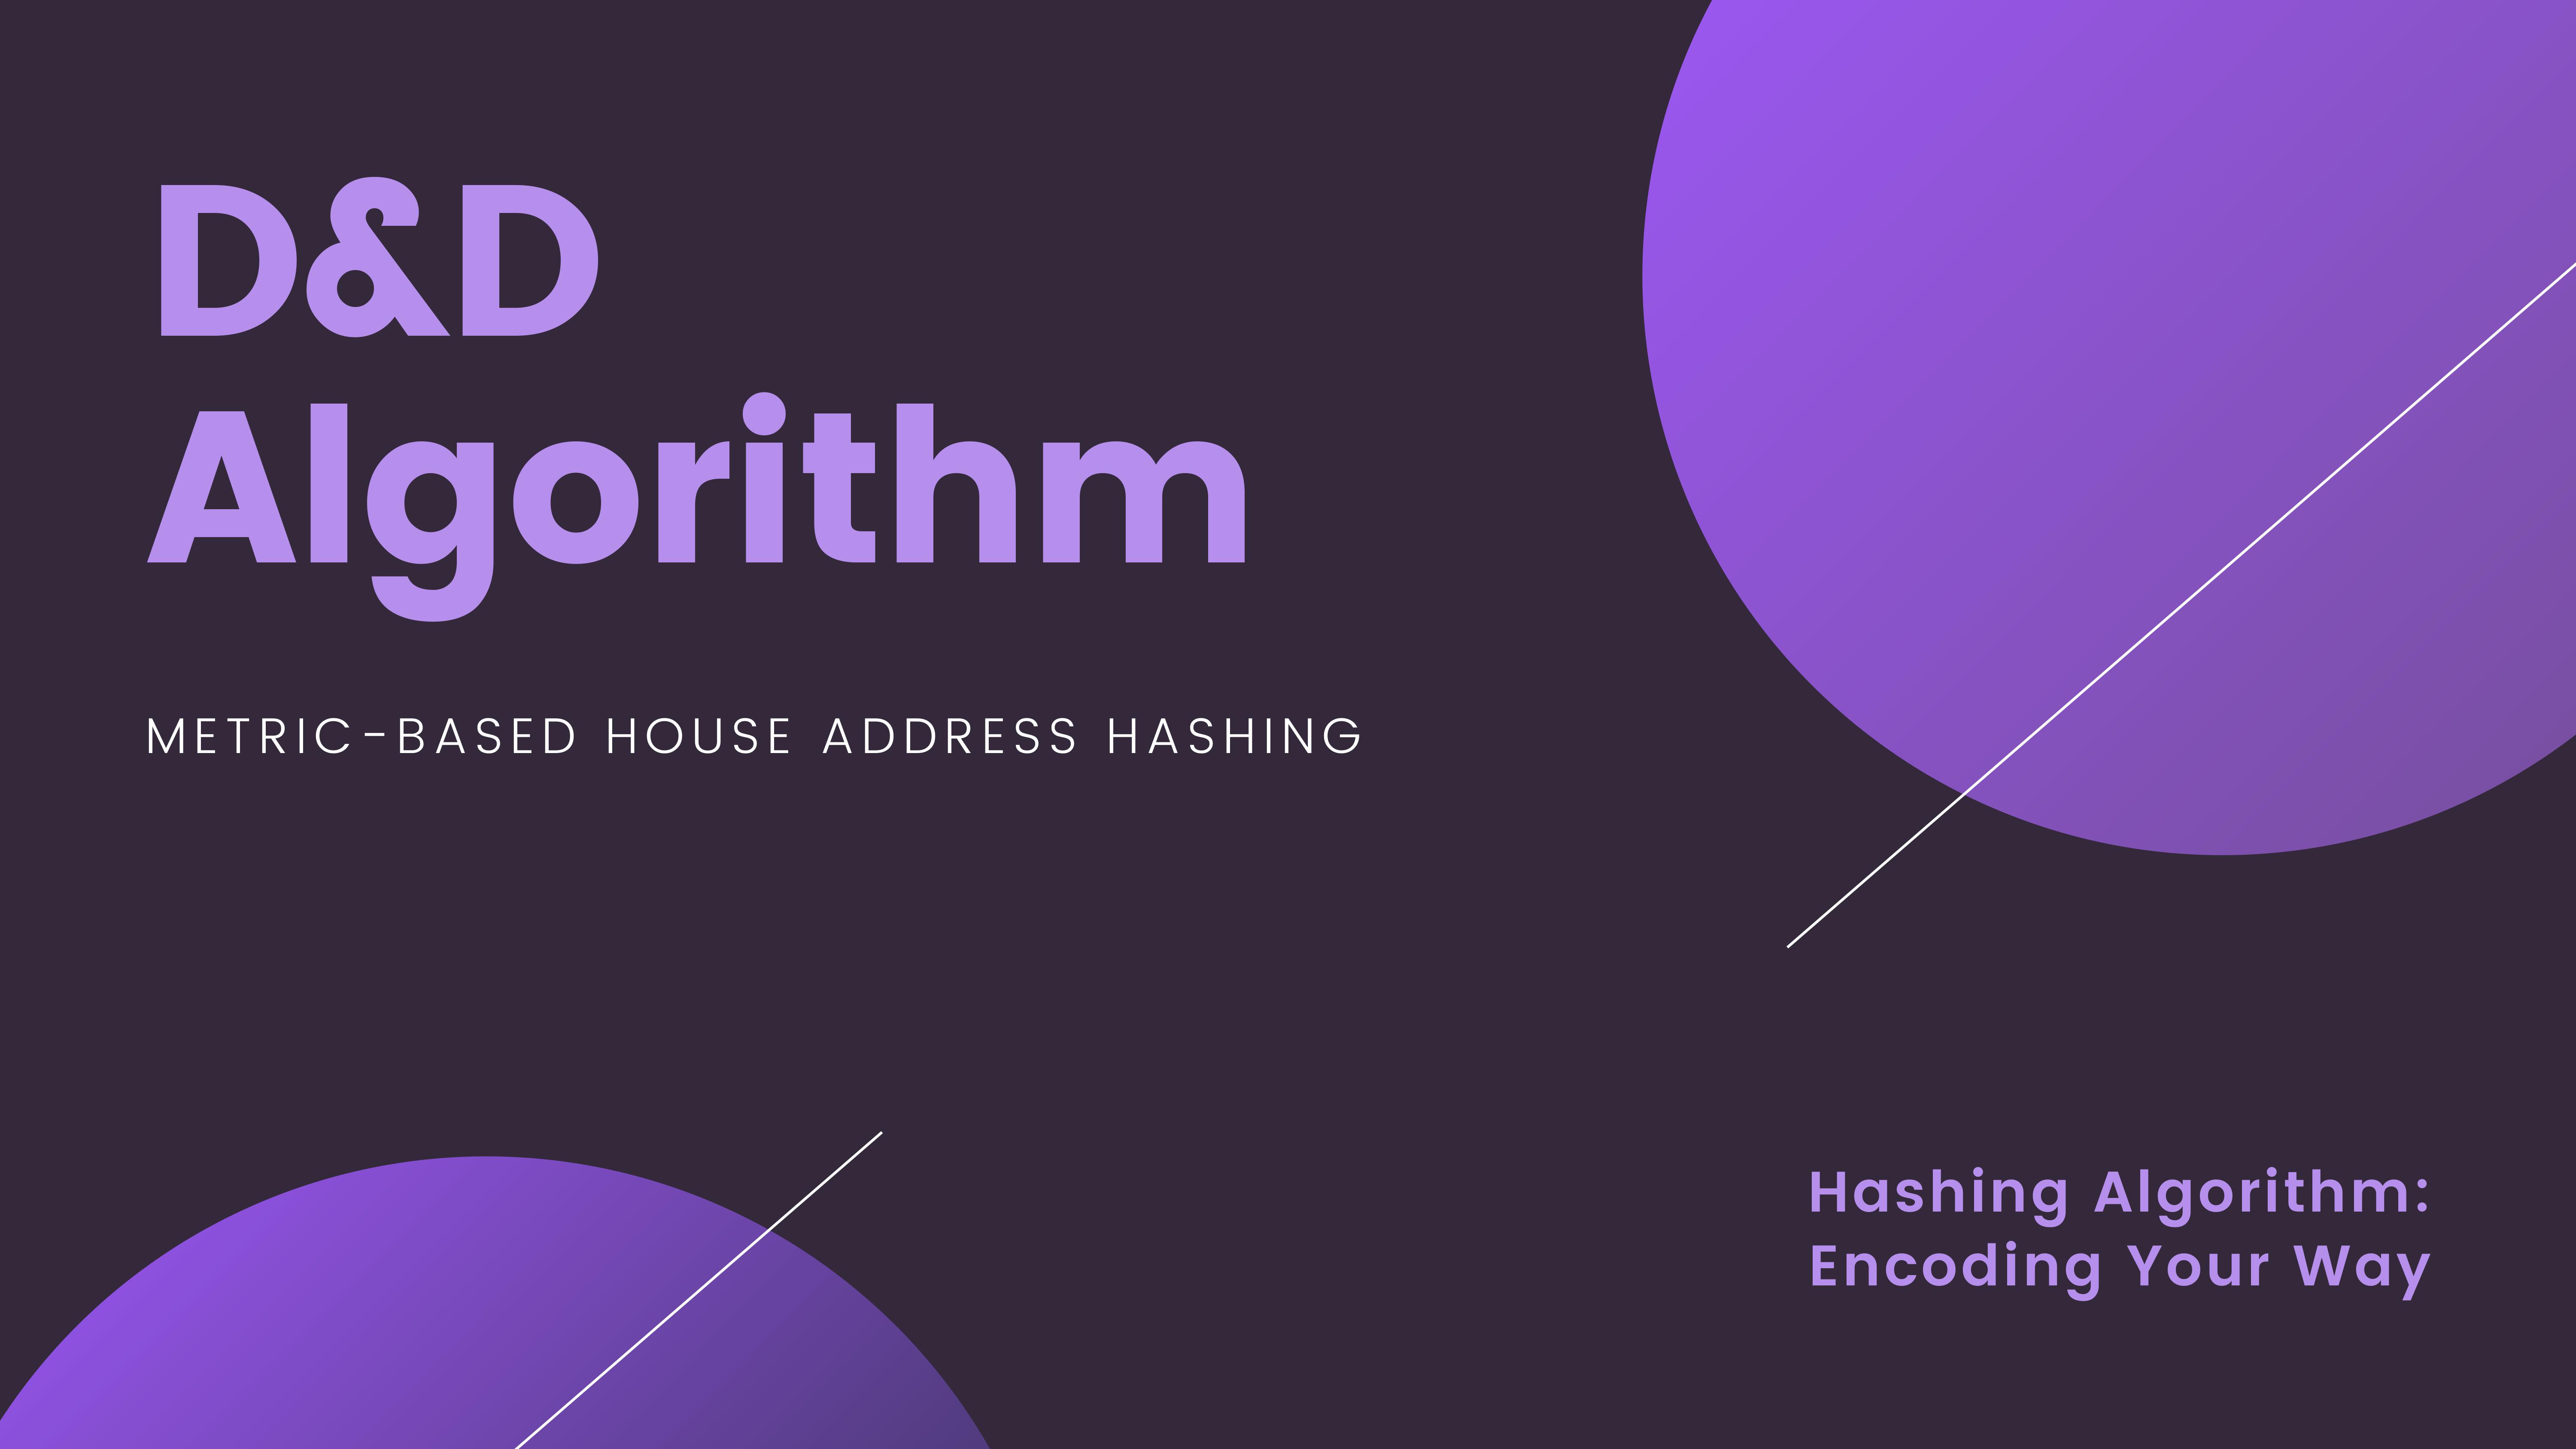 D&D
Algorithm
METRIC-BASED HOUSE ADDRESS HASHING
Hashing Algorithm:
Encoding Your Way